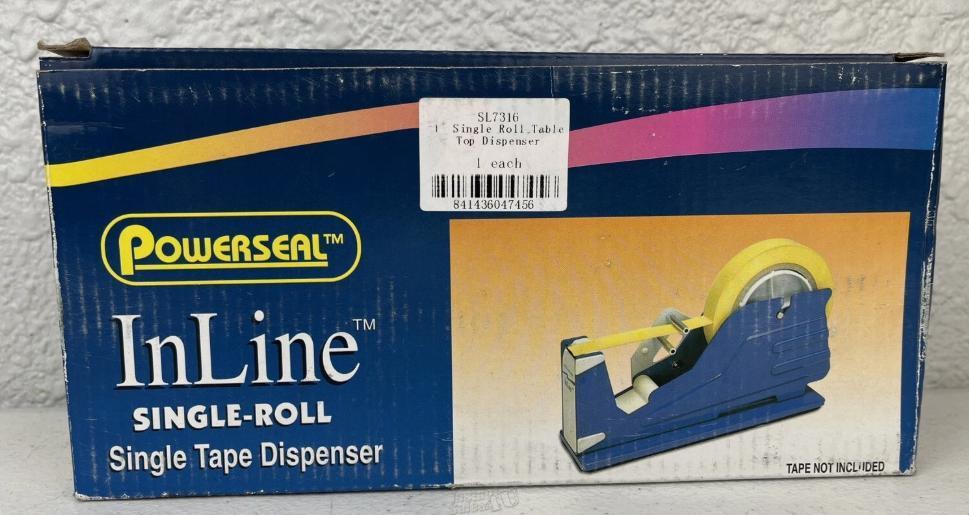 SL7316
1" Single Roll Table
Top Dispenser
1 each
841436047456
POWERSEAL™
InLine™
SINGLE-ROLL
Single Tape Dispenser
TAPE NOT INCLUDED